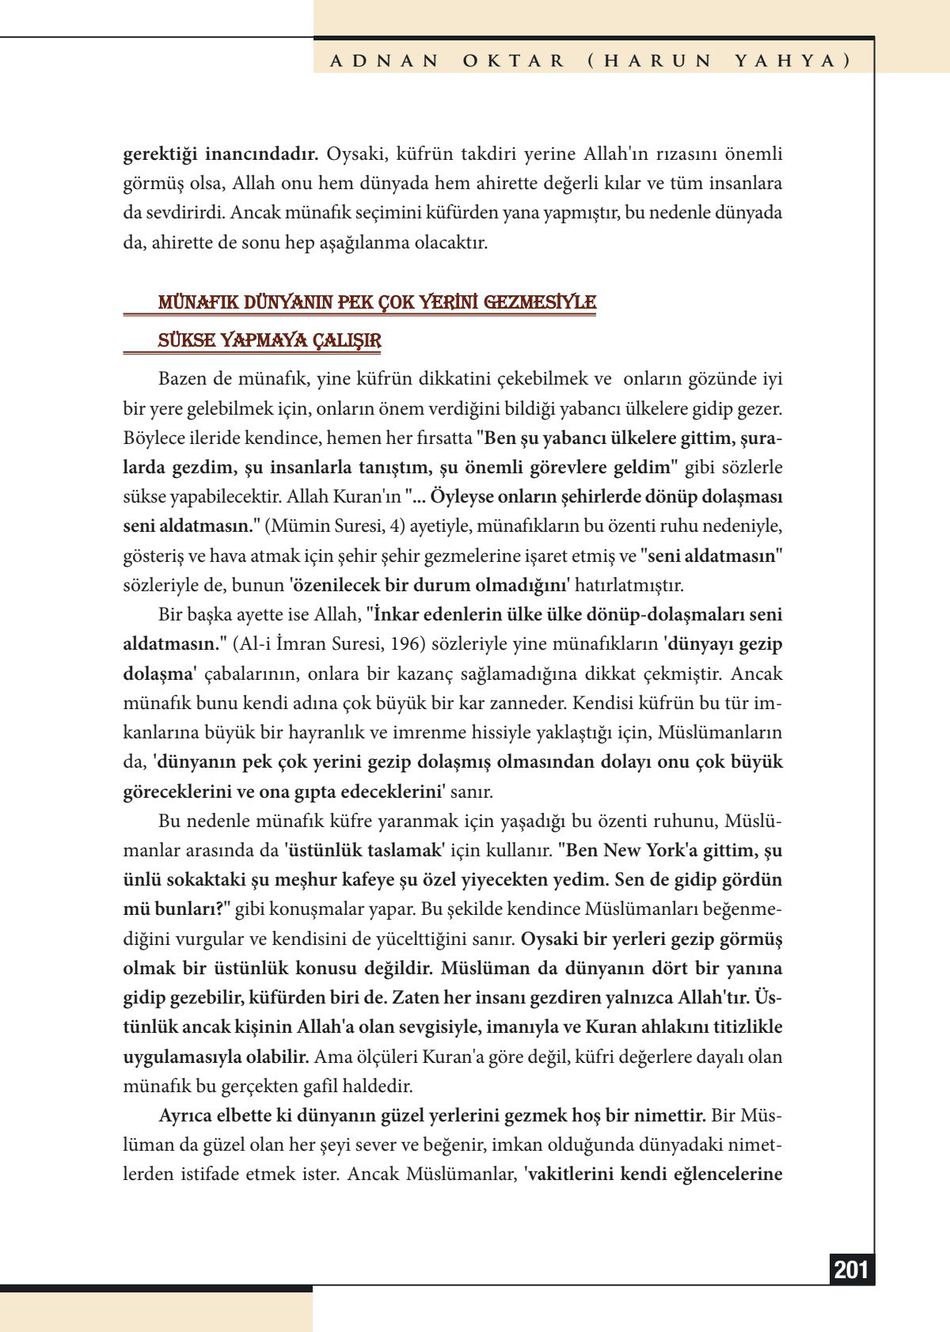 ADNAN OKTAR (HARUN YAHYA)
gerektiği inancındadır. Oysaki, küfrün takdiri yerine Allah'ın rızasını önemli
görmüş olsa, Allah onu hem dünyada hem ahirette değerli kılar ve tüm insanlara
da sevdirirdi. Ancak münafık seçimini küfürden yana yapmıştır, bu nedenle dünyada
da, ahirette de sonu hep aşağılanma olacaktır.
MÜNAFIK DÜNYANIN PEK ÇOK YERİNİ GEZMESİYLE
SÜKSE YAPMAYA ÇALIŞIR
Bazen de münafık, yine küfrün dikkatini çekebilmek ve onların gözünde iyi
bir yere gelebilmek için, onların önem verdiğini bildiği yabancı ülkelere gidip gezer.
Böylece ileride kendince, hemen her fırsatta "Ben şu yabancı ülkelere gittim, şura-
larda gezdim, şu insanlarla tanıştım, şu önemli görevlere geldim" gibi sözlerle
sükse yapabilecektir. Allah Kuran'ın "... Öyleyse onların şehirlerde dönüp dolaşması
seni aldatmasın." (Mümin Suresi, 4) ayetiyle, münafıkların bu özenti ruhu nedeniyle,
gösteriş ve hava atmak için şehir şehir gezmelerine işaret etmiş ve "seni aldatmasın"
sözleriyle de, bunun 'özenilecek bir durum olmadığını' hatırlatmıştır.
Bir başka ayette ise Allah, "İnkar edenlerin ülke ülke dönüp-dolaşmaları seni
aldatmasın." (Al-i İmran Suresi, 196) sözleriyle yine münafıkların 'dünyayı gezip
dolaşma' çabalarının, onlara bir kazanç sağlamadığına dikkat çekmiştir. Ancak
münafık bunu kendi adına çok büyük bir kar zanneder. Kendisi küfrün bu tür im-
kanlarına büyük bir hayranlık ve imrenme hissiyle yaklaştığı için, Müslümanların
da, 'dünyanın pek çok yerini gezip dolaşmış olmasından dolayı onu çok büyük
göreceklerini ve ona gıpta edeceklerini' sanır.
Bu nedenle münafık küfre yaranmak için yaşadığı bu özenti ruhunu, Müslü-
manlar arasında da 'üstünlük taslamak' için kullanır. "Ben New York'a gittim, şu
ünlü sokaktaki şu meşhur kafeye şu özel yiyecekten yedim. Sen de gidip gördün
mü bunları?" gibi konuşmalar yapar. Bu şekilde kendince Müslümanları beğenme-
diğini vurgular ve kendisini de yücelttiğini sanır. Oysaki bir yerleri gezip görmüş
olmak bir üstünlük konusu değildir. Müslüman da dünyanın dört bir yanına
gidip gezebilir, küfürden biri de. Zaten her insanı gezdiren yalnızca Allah'tır. Üs-
tünlük ancak kişinin Allah'a olan sevgisiyle, imanıyla ve Kuran ahlakını titizlikle
uygulamasıyla olabilir. Ama ölçüleri Kuran'a göre değil, küfri değerlere dayalı olan
münafık bu gerçekten gafil haldedir.
Ayrıca elbette ki dünyanın güzel yerlerini gezmek hoş bir nimettir. Bir Müs-
lüman da güzel olan her şeyi sever ve beğenir, imkan olduğunda dünyadaki nimet-
lerden istifade etmek ister. Ancak Müslümanlar, 'vakitlerini kendi eğlencelerine
201